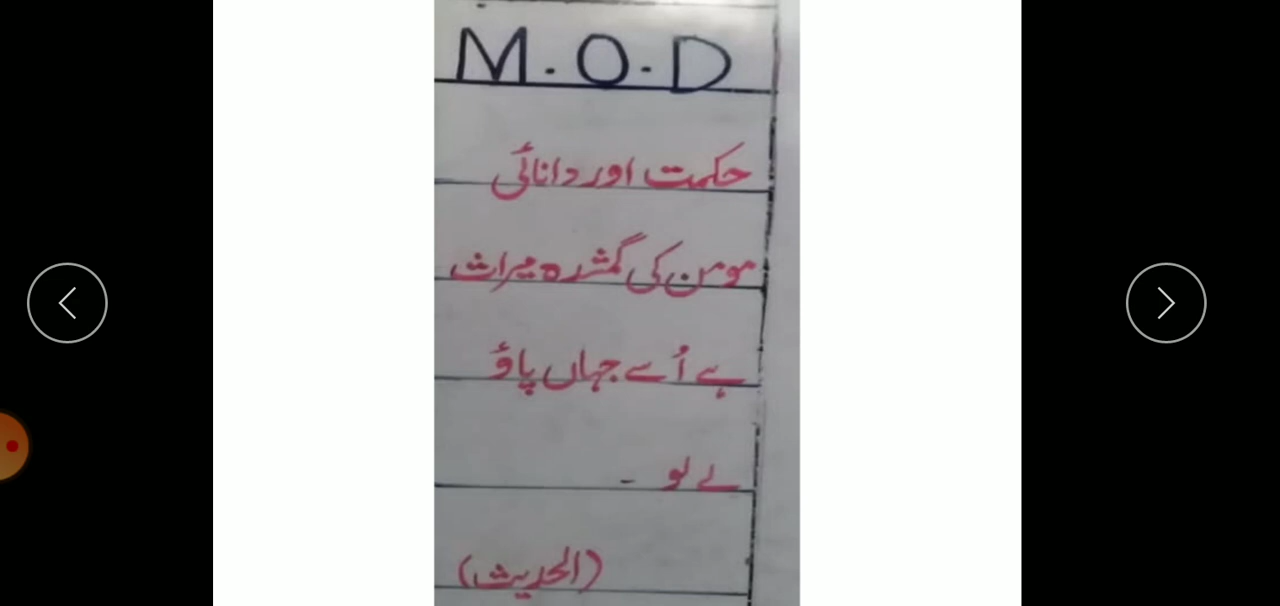 M.O.D
حکمت اور دانائی
مومن کی گمشدہ میراث
ہے اُسے جہاں پاؤ
لے لو ۔
(الحدیث)